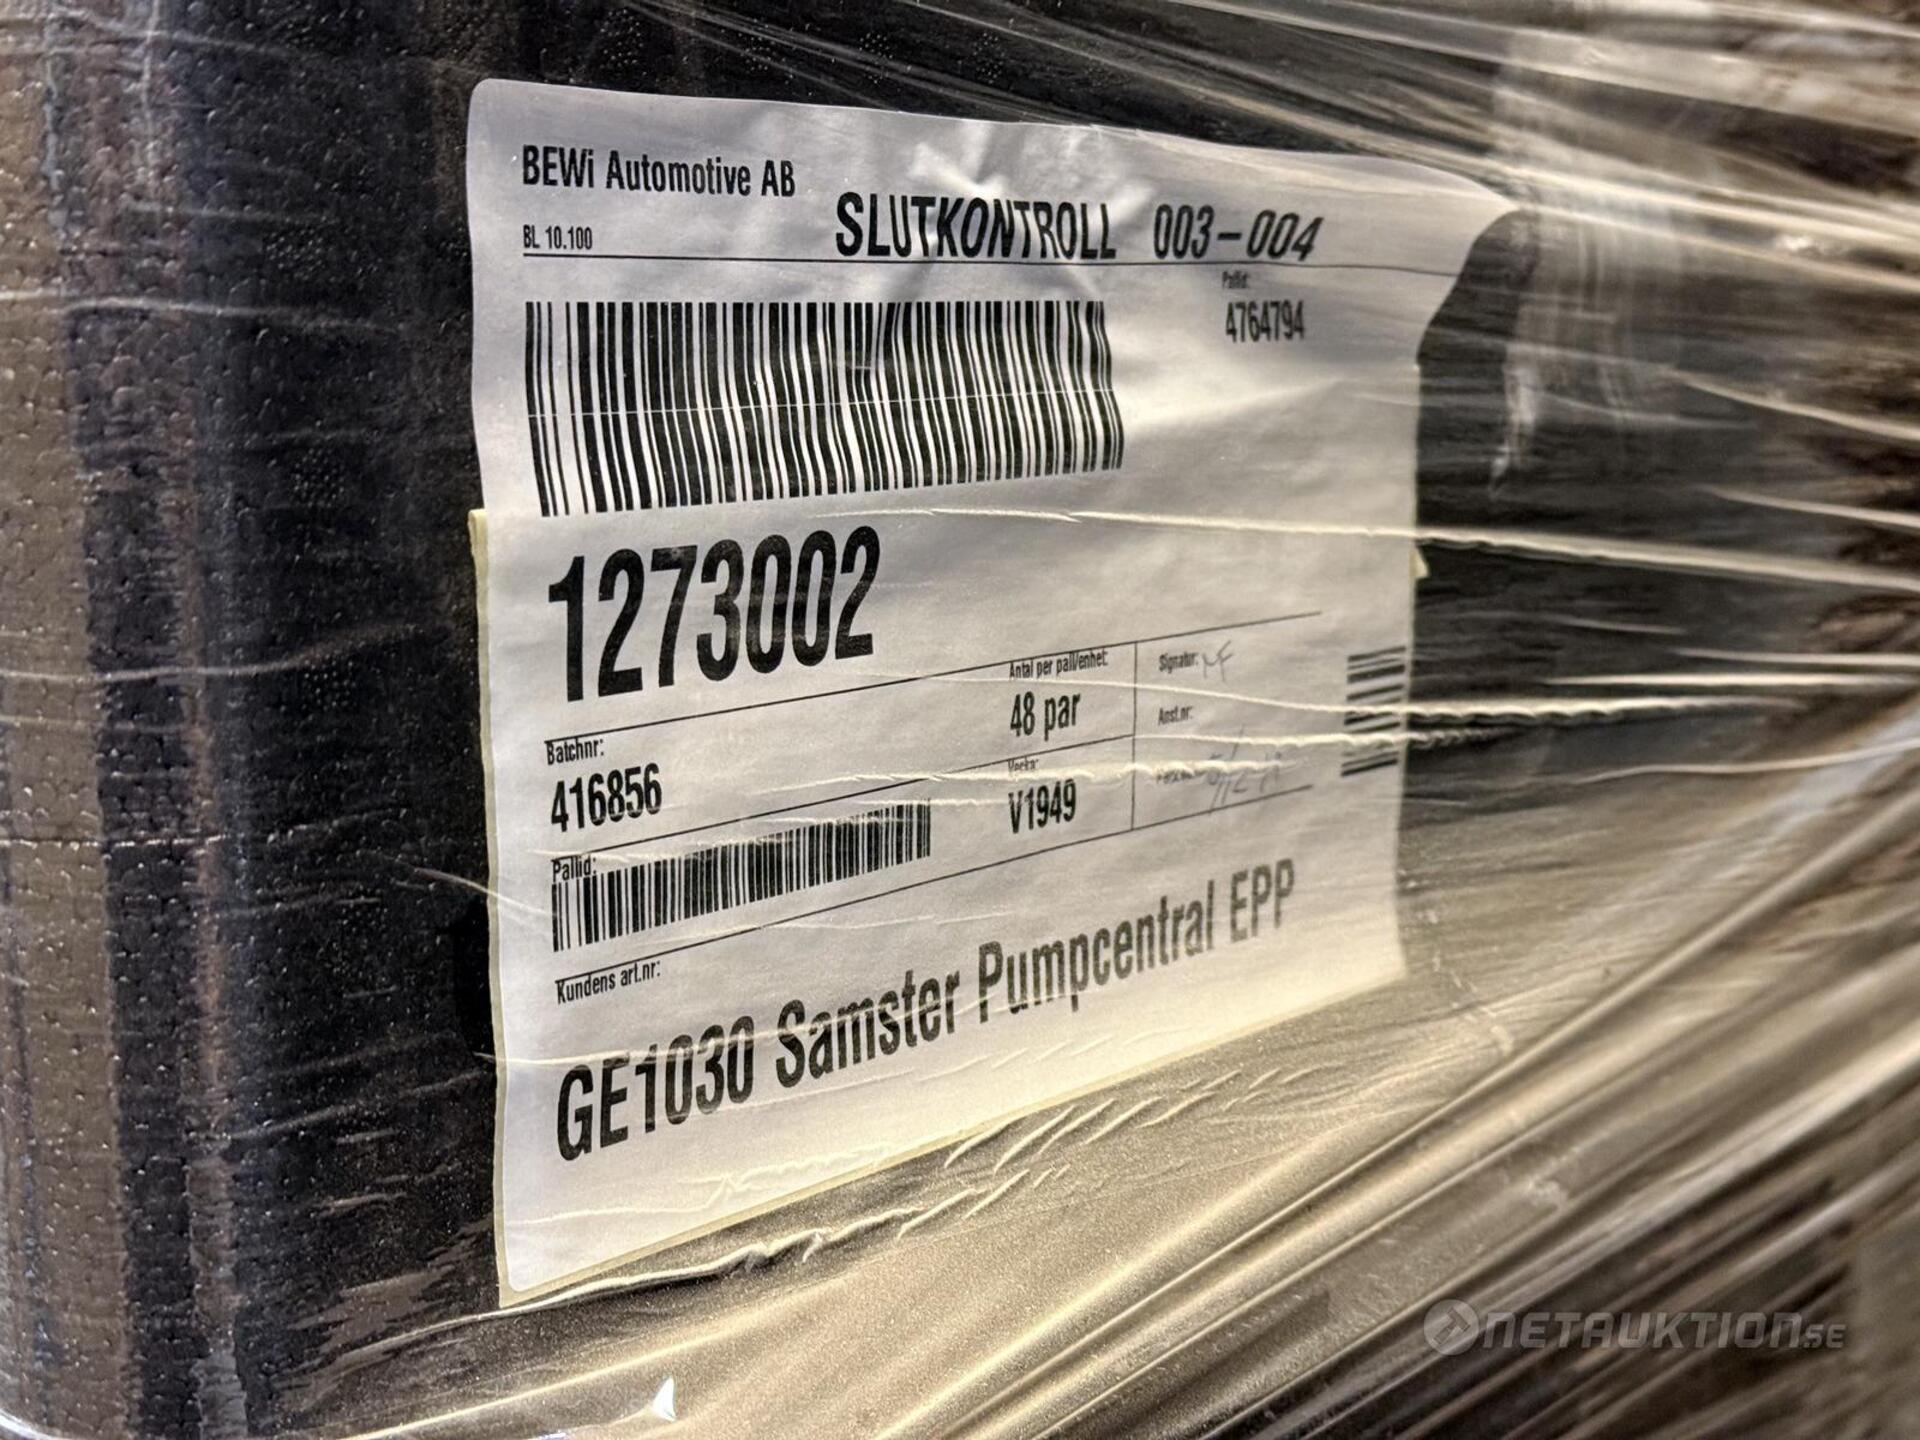 BEWi Automotive AB
BL 10.100
SLUTKONTROLL 003-004
Pallid:
4764794
1273002
Antal per pall/enhet:
48 par
Signatur:
Batchnr:
416856
Anst.nr:
Vecka:
V1949
Pallid:
Kundens art.nr:
GE1030 Samster Pumpcentral EPP
NETAUKTION.SE